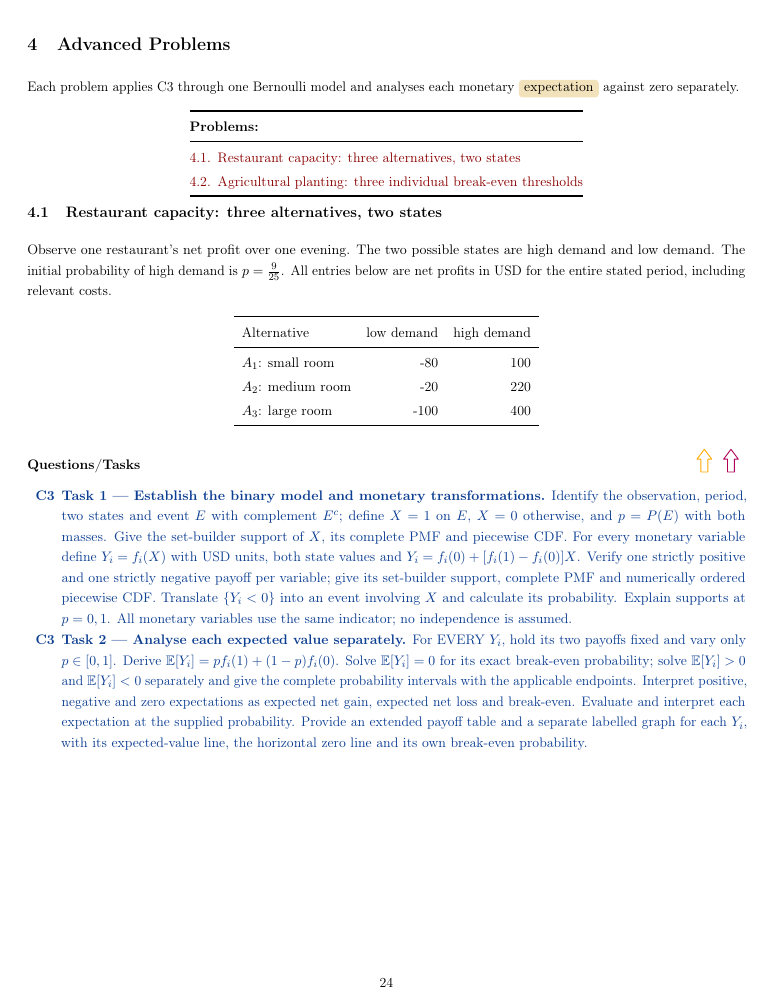 4 Advanced Problems
Each problem applies C3 through one Bernoulli model and analyses each monetary expectation against zero separately.
Problems:
4.1. Restaurant capacity: three alternatives, two states
4.2. Agricultural planting: three individual break-even thresholds
4.1 Restaurant capacity: three alternatives, two states
Observe one restaurant's net profit over one evening. The two possible states are high demand and low demand. The
initial probability of high demand is p = 9/25. All entries below are net profits in USD for the entire stated period, including
relevant costs.
Alternative low demand high demand
A₁: small room -80 100
A₂: medium room -20 220
A₃: large room -100 400
Questions/Tasks
C3 Task 1 — Establish the binary model and monetary transformations. Identify the observation, period,
two states and event E with complement Eᶜ; define X = 1 on E, X = 0 otherwise, and p = P(E) with both
masses. Give the set-builder support of X, its complete PMF and piecewise CDF. For every monetary variable
define Yᵢ = fᵢ(X) with USD units, both state values and Yᵢ = fᵢ(0) + [fᵢ(1) − fᵢ(0)]X. Verify one strictly positive
and one strictly negative payoff per variable; give its set-builder support, complete PMF and numerically ordered
piecewise CDF. Translate {Yᵢ < 0} into an event involving X and calculate its probability. Explain supports at
p = 0, 1. All monetary variables use the same indicator; no independence is assumed.
C3 Task 2 — Analyse each expected value separately. For EVERY Yᵢ, hold its two payoffs fixed and vary only
p ∈ [0, 1]. Derive 𝔼[Yᵢ] = pfᵢ(1) + (1 − p)fᵢ(0). Solve 𝔼[Yᵢ] = 0 for its exact break-even probability; solve 𝔼[Yᵢ] > 0
and 𝔼[Yᵢ] < 0 separately and give the complete probability intervals with the applicable endpoints. Interpret positive,
negative and zero expectations as expected net gain, expected net loss and break-even. Evaluate and interpret each
expectation at the supplied probability. Provide an extended payoff table and a separate labelled graph for each Yᵢ,
with its expected-value line, the horizontal zero line and its own break-even probability.
24